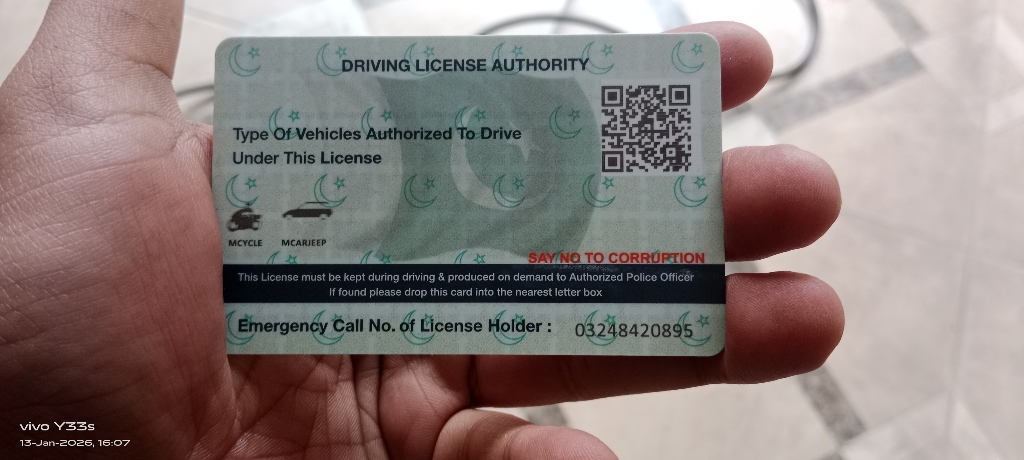 DRIVING LICENSE AUTHORITY
Type Of Vehicles Authorized To Drive
Under This License
MCYCLE MCARJEEP
SAY NO TO CORRUPTION
This License must be kept during driving & produced on demand to Authorized Police Officer
If found please drop this card into the nearest letter box
Emergency Call No. of License Holder : 03248420895
vivo Y33s
13-Jan-2026, 16:07